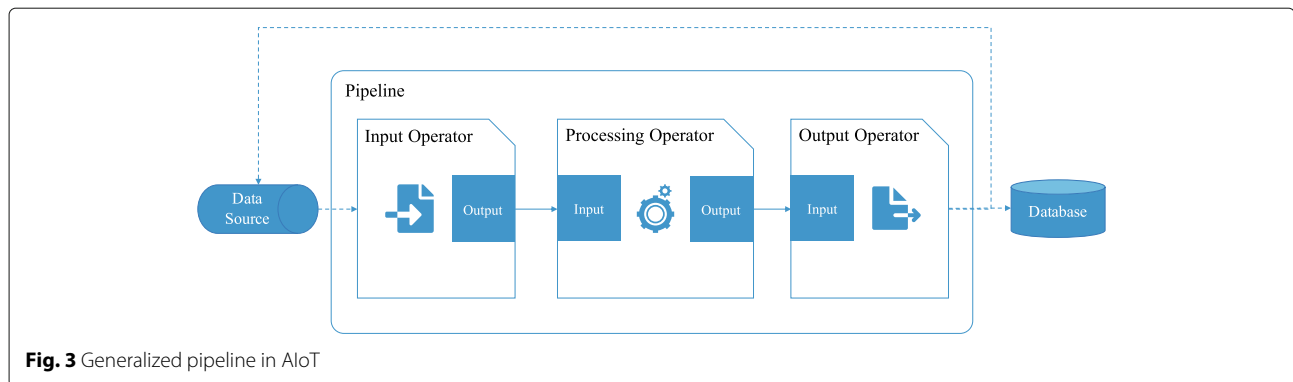 Pipeline
Input Operator
Processing Operator
Output Operator
Data
Source
Output
Input
Output
Input
Database
Fig. 3 Generalized pipeline in AIoT